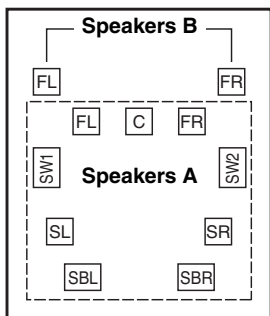 Speakers B
FL FR
FL C FR
SW1 Speakers A SW2
SL SR
SBL SBR